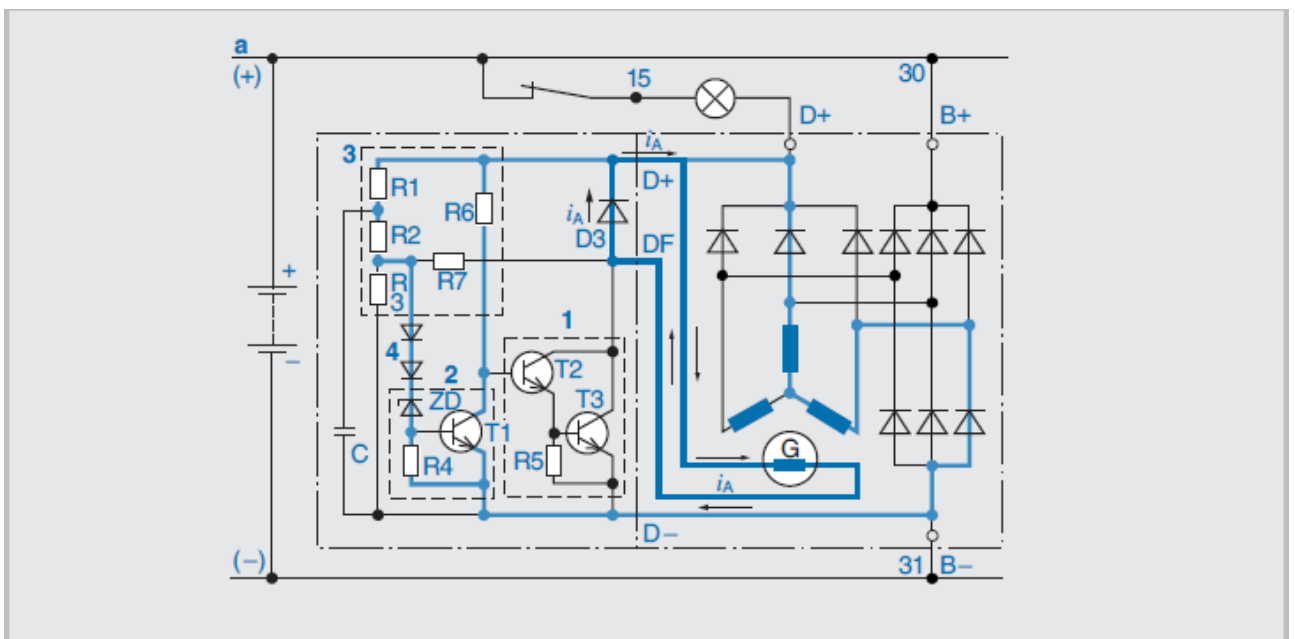 a
(+)
15
30
D+
B+
3
iA
R1
D+
R6
iA
R2
D3
DF
R7
R
3
+
−
1
4
2
T2
ZD
T3
T1
C
R4
R5
G
iA
D−
(−)
31 B−